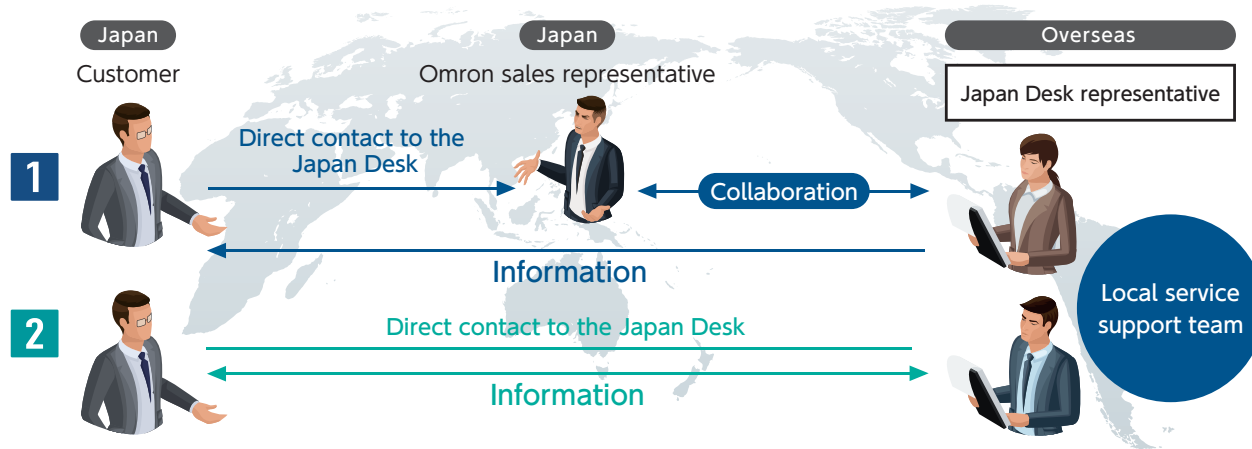 Japan
Customer
Japan
Omron sales representative
Overseas
Japan Desk representative
1
Direct contact to the
Japan Desk
Collaboration
Information
2
Direct contact to the Japan Desk
Information
Local service
support team